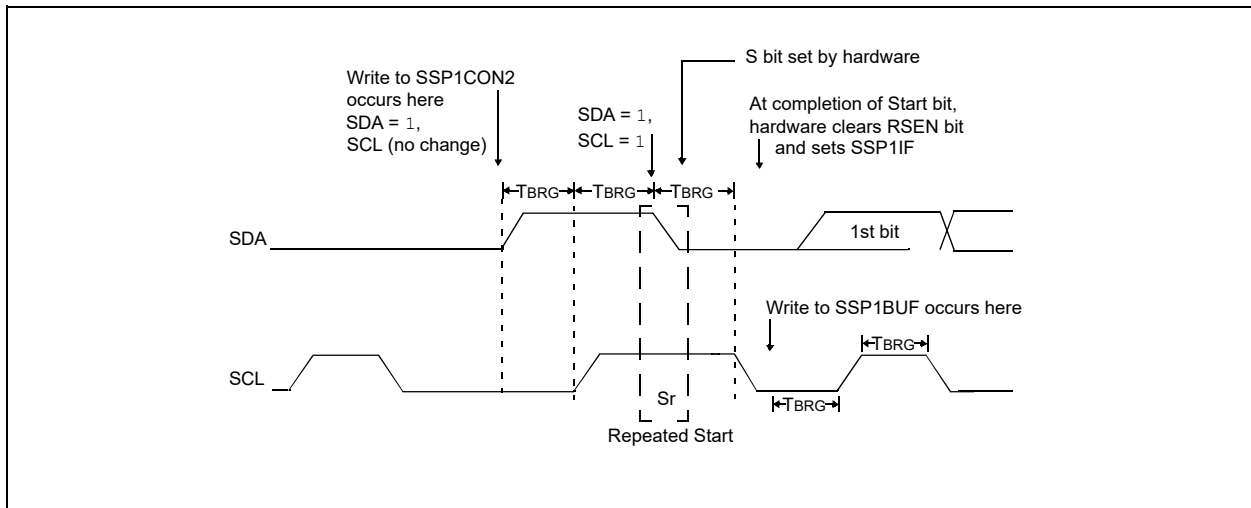 S bit set by hardware
Write to SSP1CON2
occurs here
SDA = 1,
SCL (no change)
SDA = 1,
SCL = 1
At completion of Start bit,
hardware clears RSEN bit
and sets SSP1IF
TBRG TBRG TBRG
SDA
1st bit
Write to SSP1BUF occurs here
TBRG
SCL
Sr
TBRG
Repeated Start